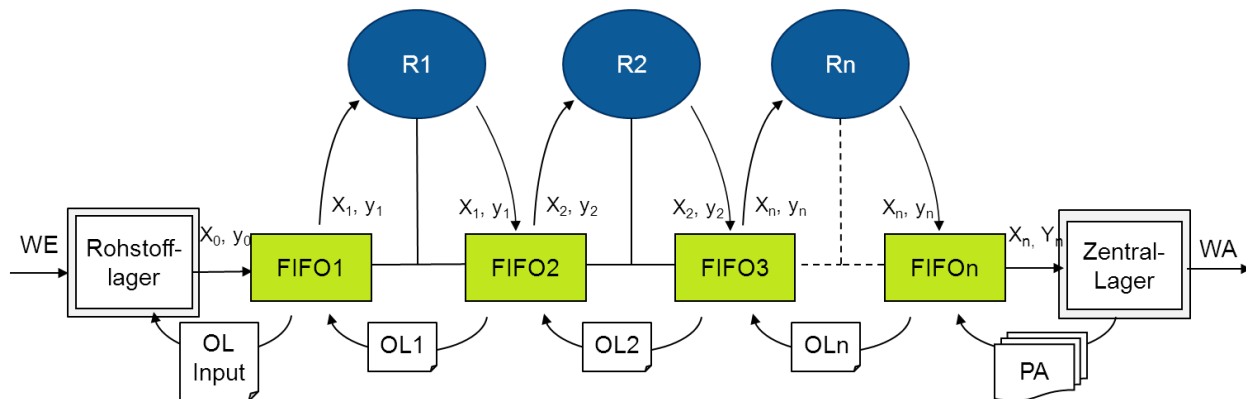 R1
R2
Rn
X₁, y₁
X₁, y₁
X₂, y₂
X₂, y₂
Xₙ, yₙ
Xₙ, yₙ
WE
Rohstoff-
lager
X₀, y₀
FIFO1
FIFO2
FIFO3
FIFOn
Xₙ, Yₙ
Zentral-
Lager
WA
OL
Input
OL1
OL2
OLn
PA